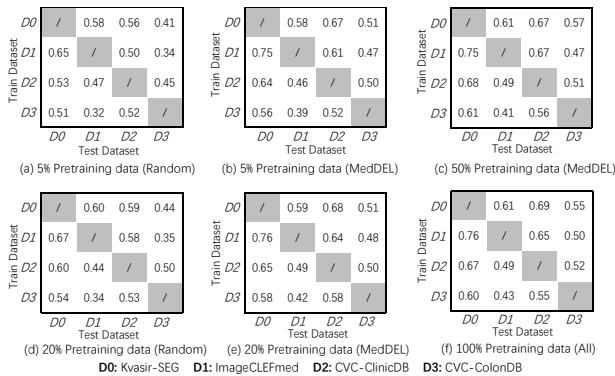 D0 / 0.58 0.56 0.41
D1 0.65 / 0.50 0.34
D2 0.53 0.47 / 0.45
D3 0.51 0.32 0.52 /
D0 D1 D2 D3
Train Dataset
Test Dataset
(a) 5% Pretraining data (Random)
D0 / 0.58 0.67 0.51
D1 0.75 / 0.61 0.47
D2 0.64 0.46 / 0.50
D3 0.56 0.39 0.52 /
D0 D1 D2 D3
Train Dataset
Test Dataset
(b) 5% Pretraining data (MedDEL)
D0 / 0.61 0.67 0.57
D1 0.75 / 0.67 0.47
D2 0.68 0.49 / 0.51
D3 0.61 0.41 0.56 /
D0 D1 D2 D3
Train Dataset
Test Dataset
(c) 50% Pretraining data (MedDEL)
D0 / 0.60 0.59 0.44
D1 0.67 / 0.58 0.35
D2 0.60 0.44 / 0.50
D3 0.54 0.34 0.53 /
D0 D1 D2 D3
Train Dataset
Test Dataset
(d) 20% Pretraining data (Random)
D0 / 0.59 0.68 0.51
D1 0.76 / 0.64 0.48
D2 0.65 0.49 / 0.50
D3 0.58 0.42 0.58 /
D0 D1 D2 D3
Train Dataset
Test Dataset
(e) 20% Pretraining data (MedDEL)
D0 / 0.61 0.69 0.55
D1 0.76 / 0.65 0.50
D2 0.67 0.49 / 0.52
D3 0.60 0.43 0.55 /
D0 D1 D2 D3
Train Dataset
Test Dataset
(f) 100% Pretraining data (All)
D0: Kvasir-SEG D1: ImageCLEFmed D2: CVC-ClinicDB D3: CVC-ColonDB